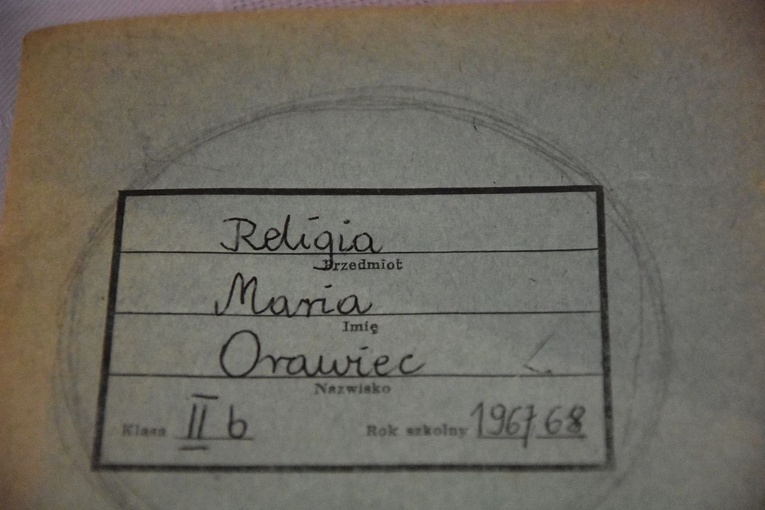 Religia
Przedmiot
Maria
Imię
Orawiec
Nazwisko
Klasa II b Rok szkolny 1967/68